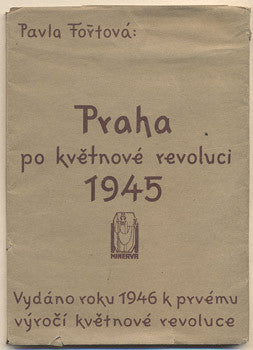 Pavla Fořtová:
Praha
po květnové revoluci
1945
MINERVA
Vydáno roku 1946 k prvému
výročí květnové revoluce